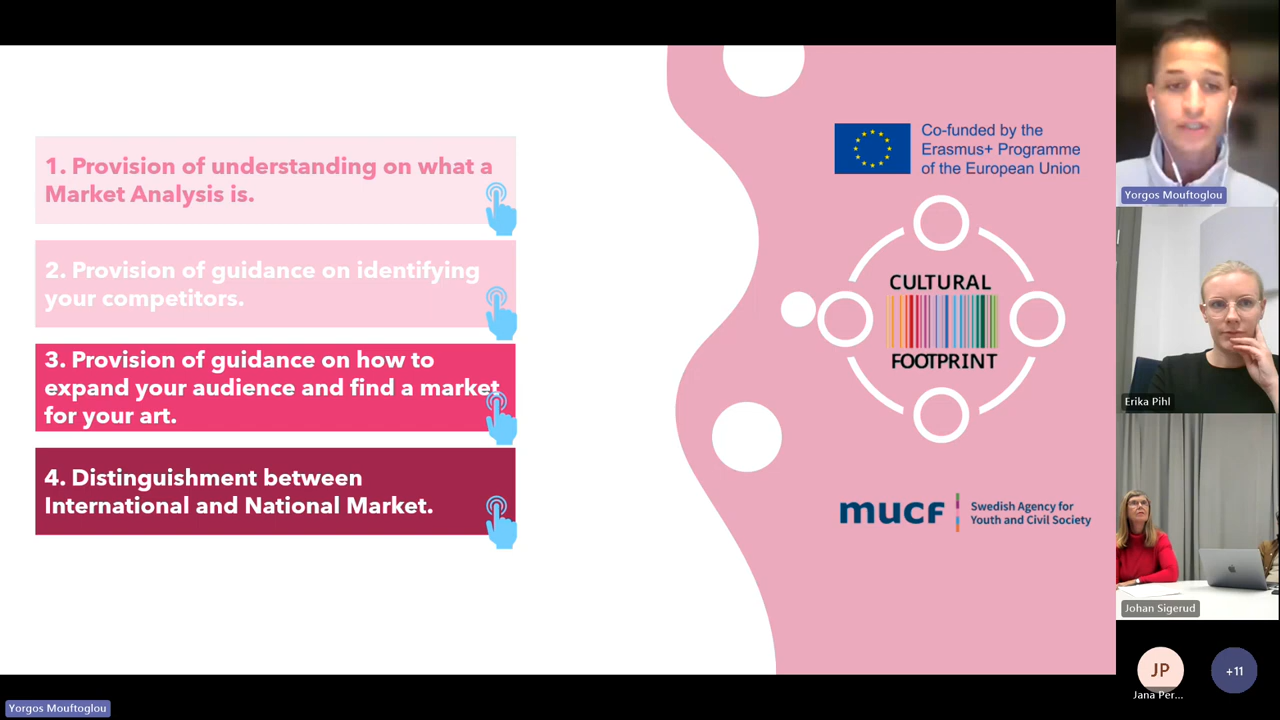 1. Provision of understanding on what a
Market Analysis is.
2. Provision of guidance on identifying
your competitors.
3. Provision of guidance on how to
expand your audience and find a market
for your art.
4. Distinguishment between
International and National Market.
Co-funded by the
Erasmus+ Programme
of the European Union
CULTURAL
FOOTPRINT
mucf
Swedish Agency for
Youth and Civil Society
Yorgos Mouftoglou
Erika Pihl
Johan Sigerud
JP
Jana Per...
+11
Yorgos Mouftoglou